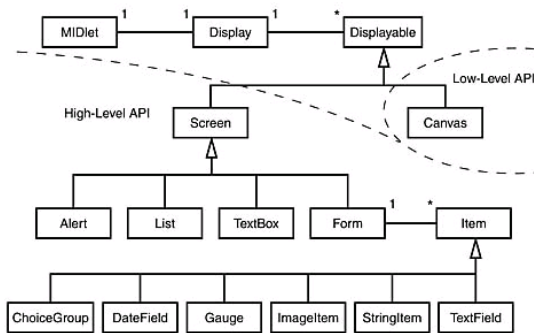 1 1 1 *
MIDlet Display Displayable
Low-Level API
High-Level API
Screen Canvas
1 *
Alert List TextBox Form Item
ChoiceGroup DateField Gauge ImageItem StringItem TextField